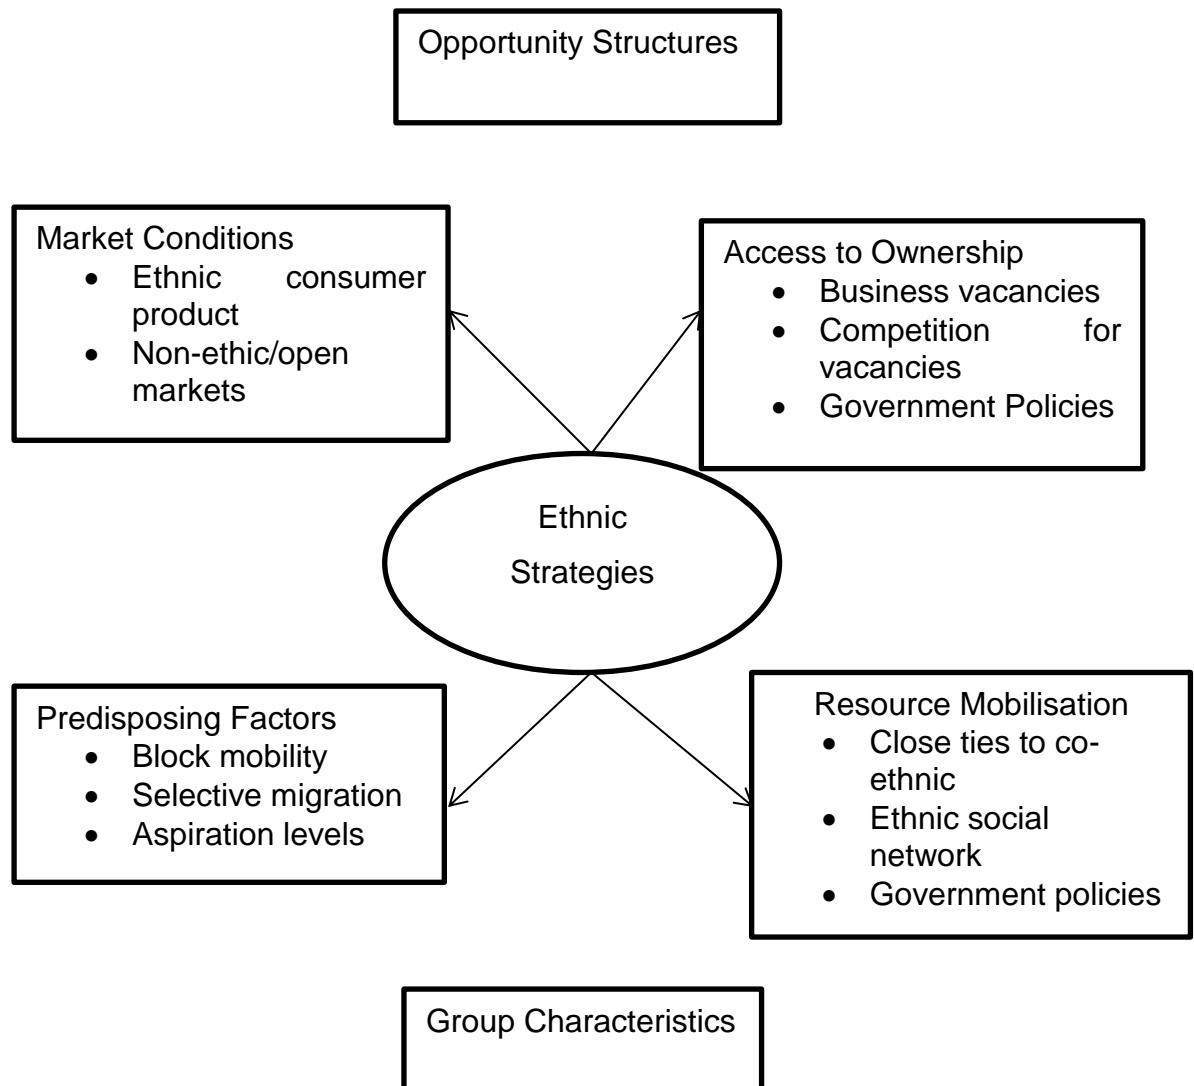 Opportunity Structures
Market Conditions
• Ethnic consumer
product
• Non-ethic/open
markets
Access to Ownership
• Business vacancies
• Competition for
vacancies
• Government Policies
Ethnic
Strategies
Predisposing Factors
• Block mobility
• Selective migration
• Aspiration levels
Resource Mobilisation
• Close ties to co-
ethnic
• Ethnic social
network
• Government policies
Group Characteristics